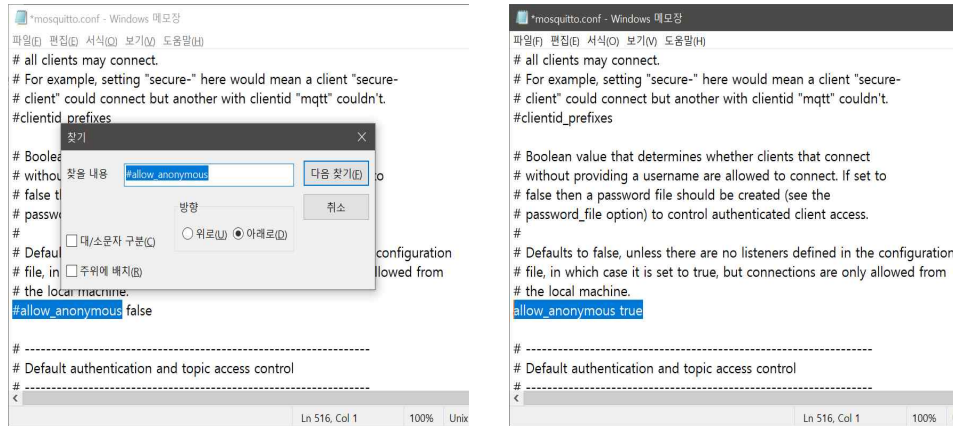 *mosquitto.conf - Windows 메모장
파일(F) 편집(E) 서식(O) 보기(V) 도움말(H)
# all clients may connect.
# For example, setting "secure-" here would mean a client "secure-
# client" could connect but another with clientid "mqtt" couldn't.
#clientid_prefixes
찾기
# Boolea
찾을 내용
#allow_anonymous
다음 찾기(F)
# withou
# false t
방향
취소
# passw
위로(U) 아래로(D)
#
대/소문자 구분(C)
# Defaul
configuration
# file, in
주위에 배치(R)
llowed from
# the local machine.
#allow_anonymous false
# ----------------------------------------------------------------
# Default authentication and topic access control
# ----------------------------------------------------------------
Ln 516, Col 1 100% Unix
*mosquitto.conf - Windows 메모장
파일(F) 편집(E) 서식(O) 보기(V) 도움말(H)
# all clients may connect.
# For example, setting "secure-" here would mean a client "secure-
# client" could connect but another with clientid "mqtt" couldn't.
#clientid_prefixes
# Boolean value that determines whether clients that connect
# without providing a username are allowed to connect. If set to
# false then a password file should be created (see the
# password_file option) to control authenticated client access.
#
# Defaults to false, unless there are no listeners defined in the configuration
# file, in which case it is set to true, but connections are only allowed from
# the local machine.
allow_anonymous true
# ----------------------------------------------------------------
# Default authentication and topic access control
# ----------------------------------------------------------------
Ln 516, Col 1 100%